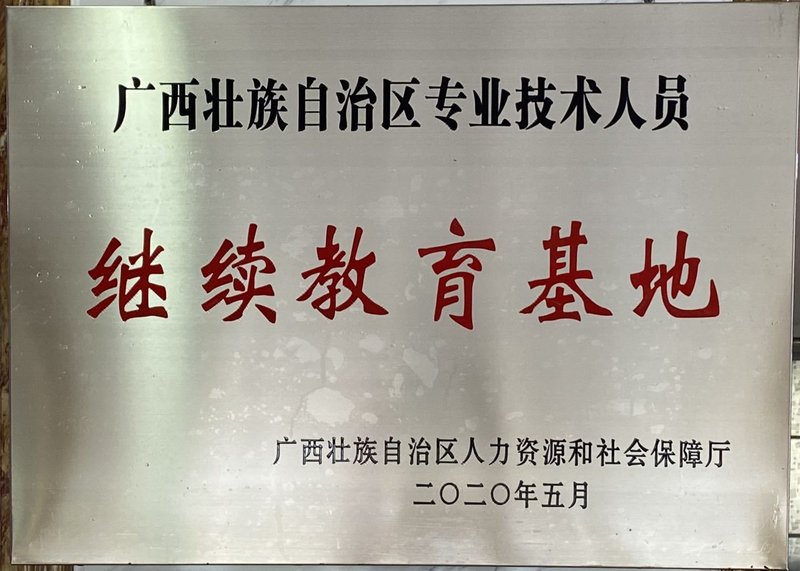 广西壮族自治区专业技术人员
继续教育基地
广西壮族自治区人力资源和社会保障厅
二〇二〇年五月